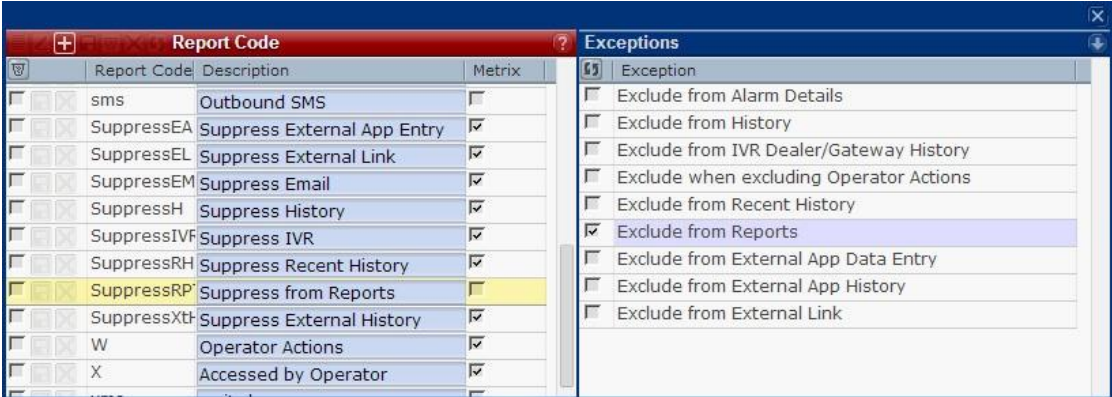 Report Code
Report Code Description Metrix
sms Outbound SMS
SuppressEA Suppress External App Entry
SuppressEL Suppress External Link
SuppressEM Suppress Email
SuppressH Suppress History
SuppressIVR Suppress IVR
SuppressRH Suppress Recent History
SuppressRPT Suppress from Reports
SuppressXtH Suppress External History
W Operator Actions
X Accessed by Operator
Exceptions
Exception
Exclude from Alarm Details
Exclude from History
Exclude from IVR Dealer/Gateway History
Exclude when excluding Operator Actions
Exclude from Recent History
Exclude from Reports
Exclude from External App Data Entry
Exclude from External App History
Exclude from External Link